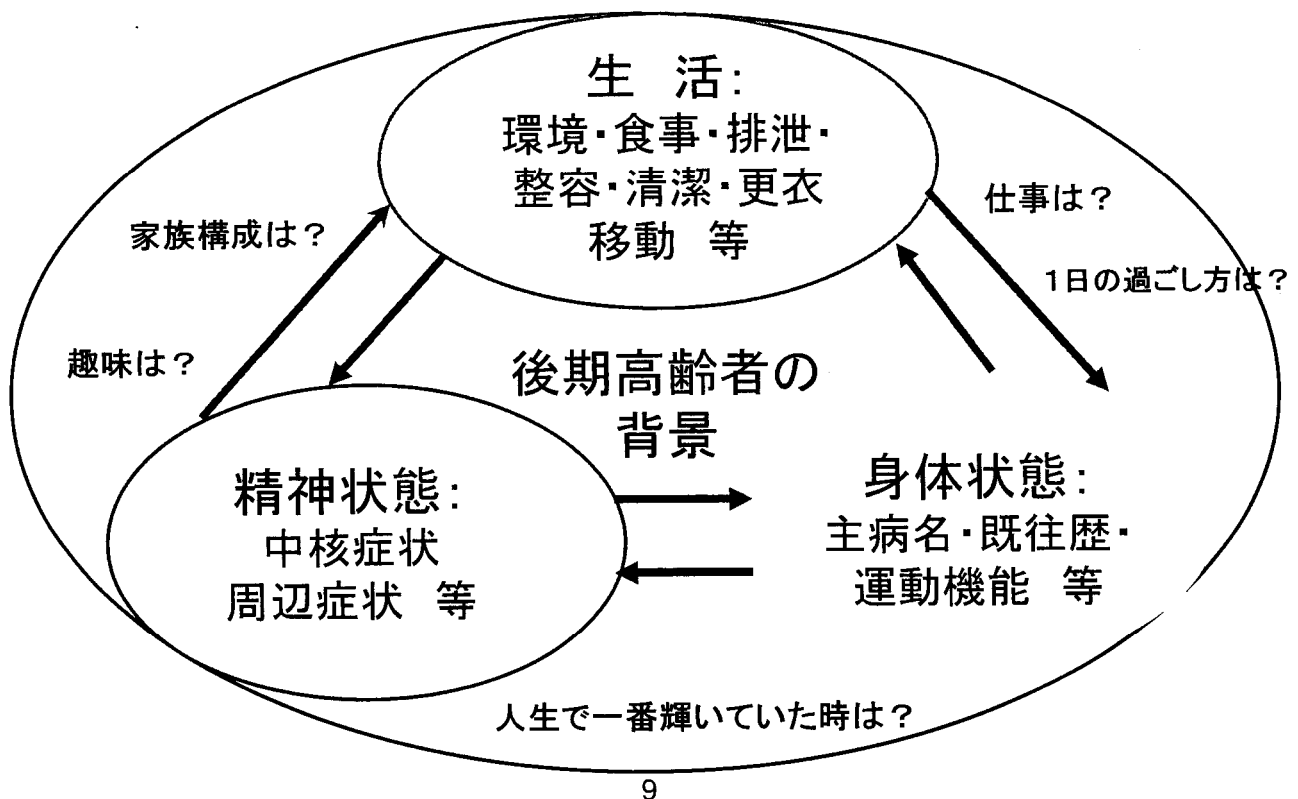 生　活:
環境・食事・排泄・
整容・清潔・更衣
移動　等
家族構成は？
趣味は？
仕事は？
1日の過ごし方は？
後期高齢者の
背景
精神状態:
中核症状
周辺症状　等
身体状態:
主病名・既往歴・
運動機能　等
人生で一番輝いていた時は？
9